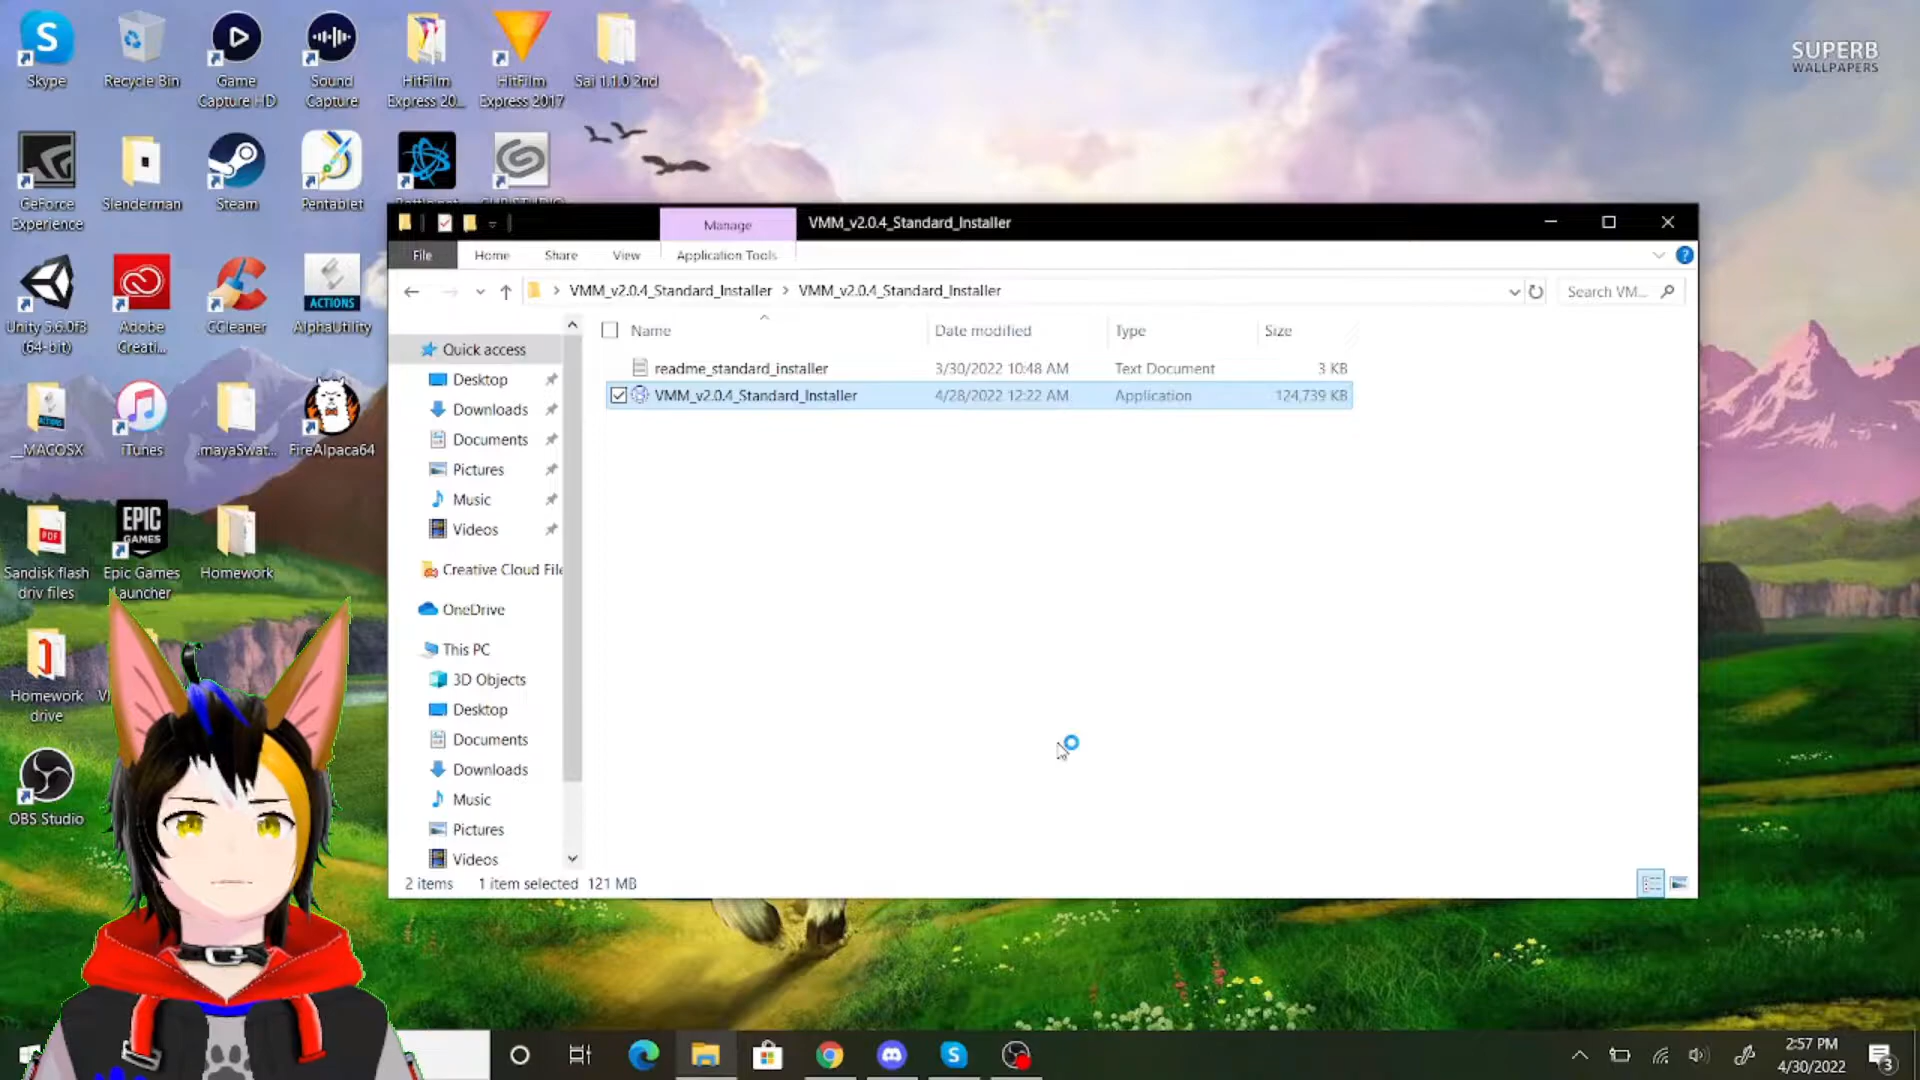 Skype
Recycle Bin
Game
Capture HD
Sound
Capture
HitFilm
Express 20...
HitFilm
Express 2017
Sai 1.1.0 2nd
SUPERB
WALLPAPERS
GeForce
Experience
Slenderman
Steam
Pentablet
Unity 5.6.0f3
(64-bit)
Adobe
Creati...
CCleaner
ACTIONS
AlphaUtility
ACTIONS
__MACOSX
iTunes
.mayaSwat...
FireAlpaca64
PDF
Sandisk flash
driv files
EPIC
GAMES
Epic Games
Launcher
Homework
Homework
drive
OBS Studio
Manage
VMM_v2.0.4_Standard_Installer
File
Home
Share
View
Application Tools
VMM_v2.0.4_Standard_Installer > VMM_v2.0.4_Standard_Installer
Search VM...
Name
Date modified
Type
Size
readme_standard_installer
3/30/2022 10:48 AM
Text Document
3 KB
VMM_v2.0.4_Standard_Installer
4/28/2022 12:22 AM
Application
124,739 KB
Quick access
Desktop
Downloads
Documents
Pictures
Music
Videos
Creative Cloud File
OneDrive
This PC
3D Objects
Desktop
Documents
Downloads
Music
Pictures
Videos
2 items
1 item selected 121 MB
2:57 PM
4/30/2022
3